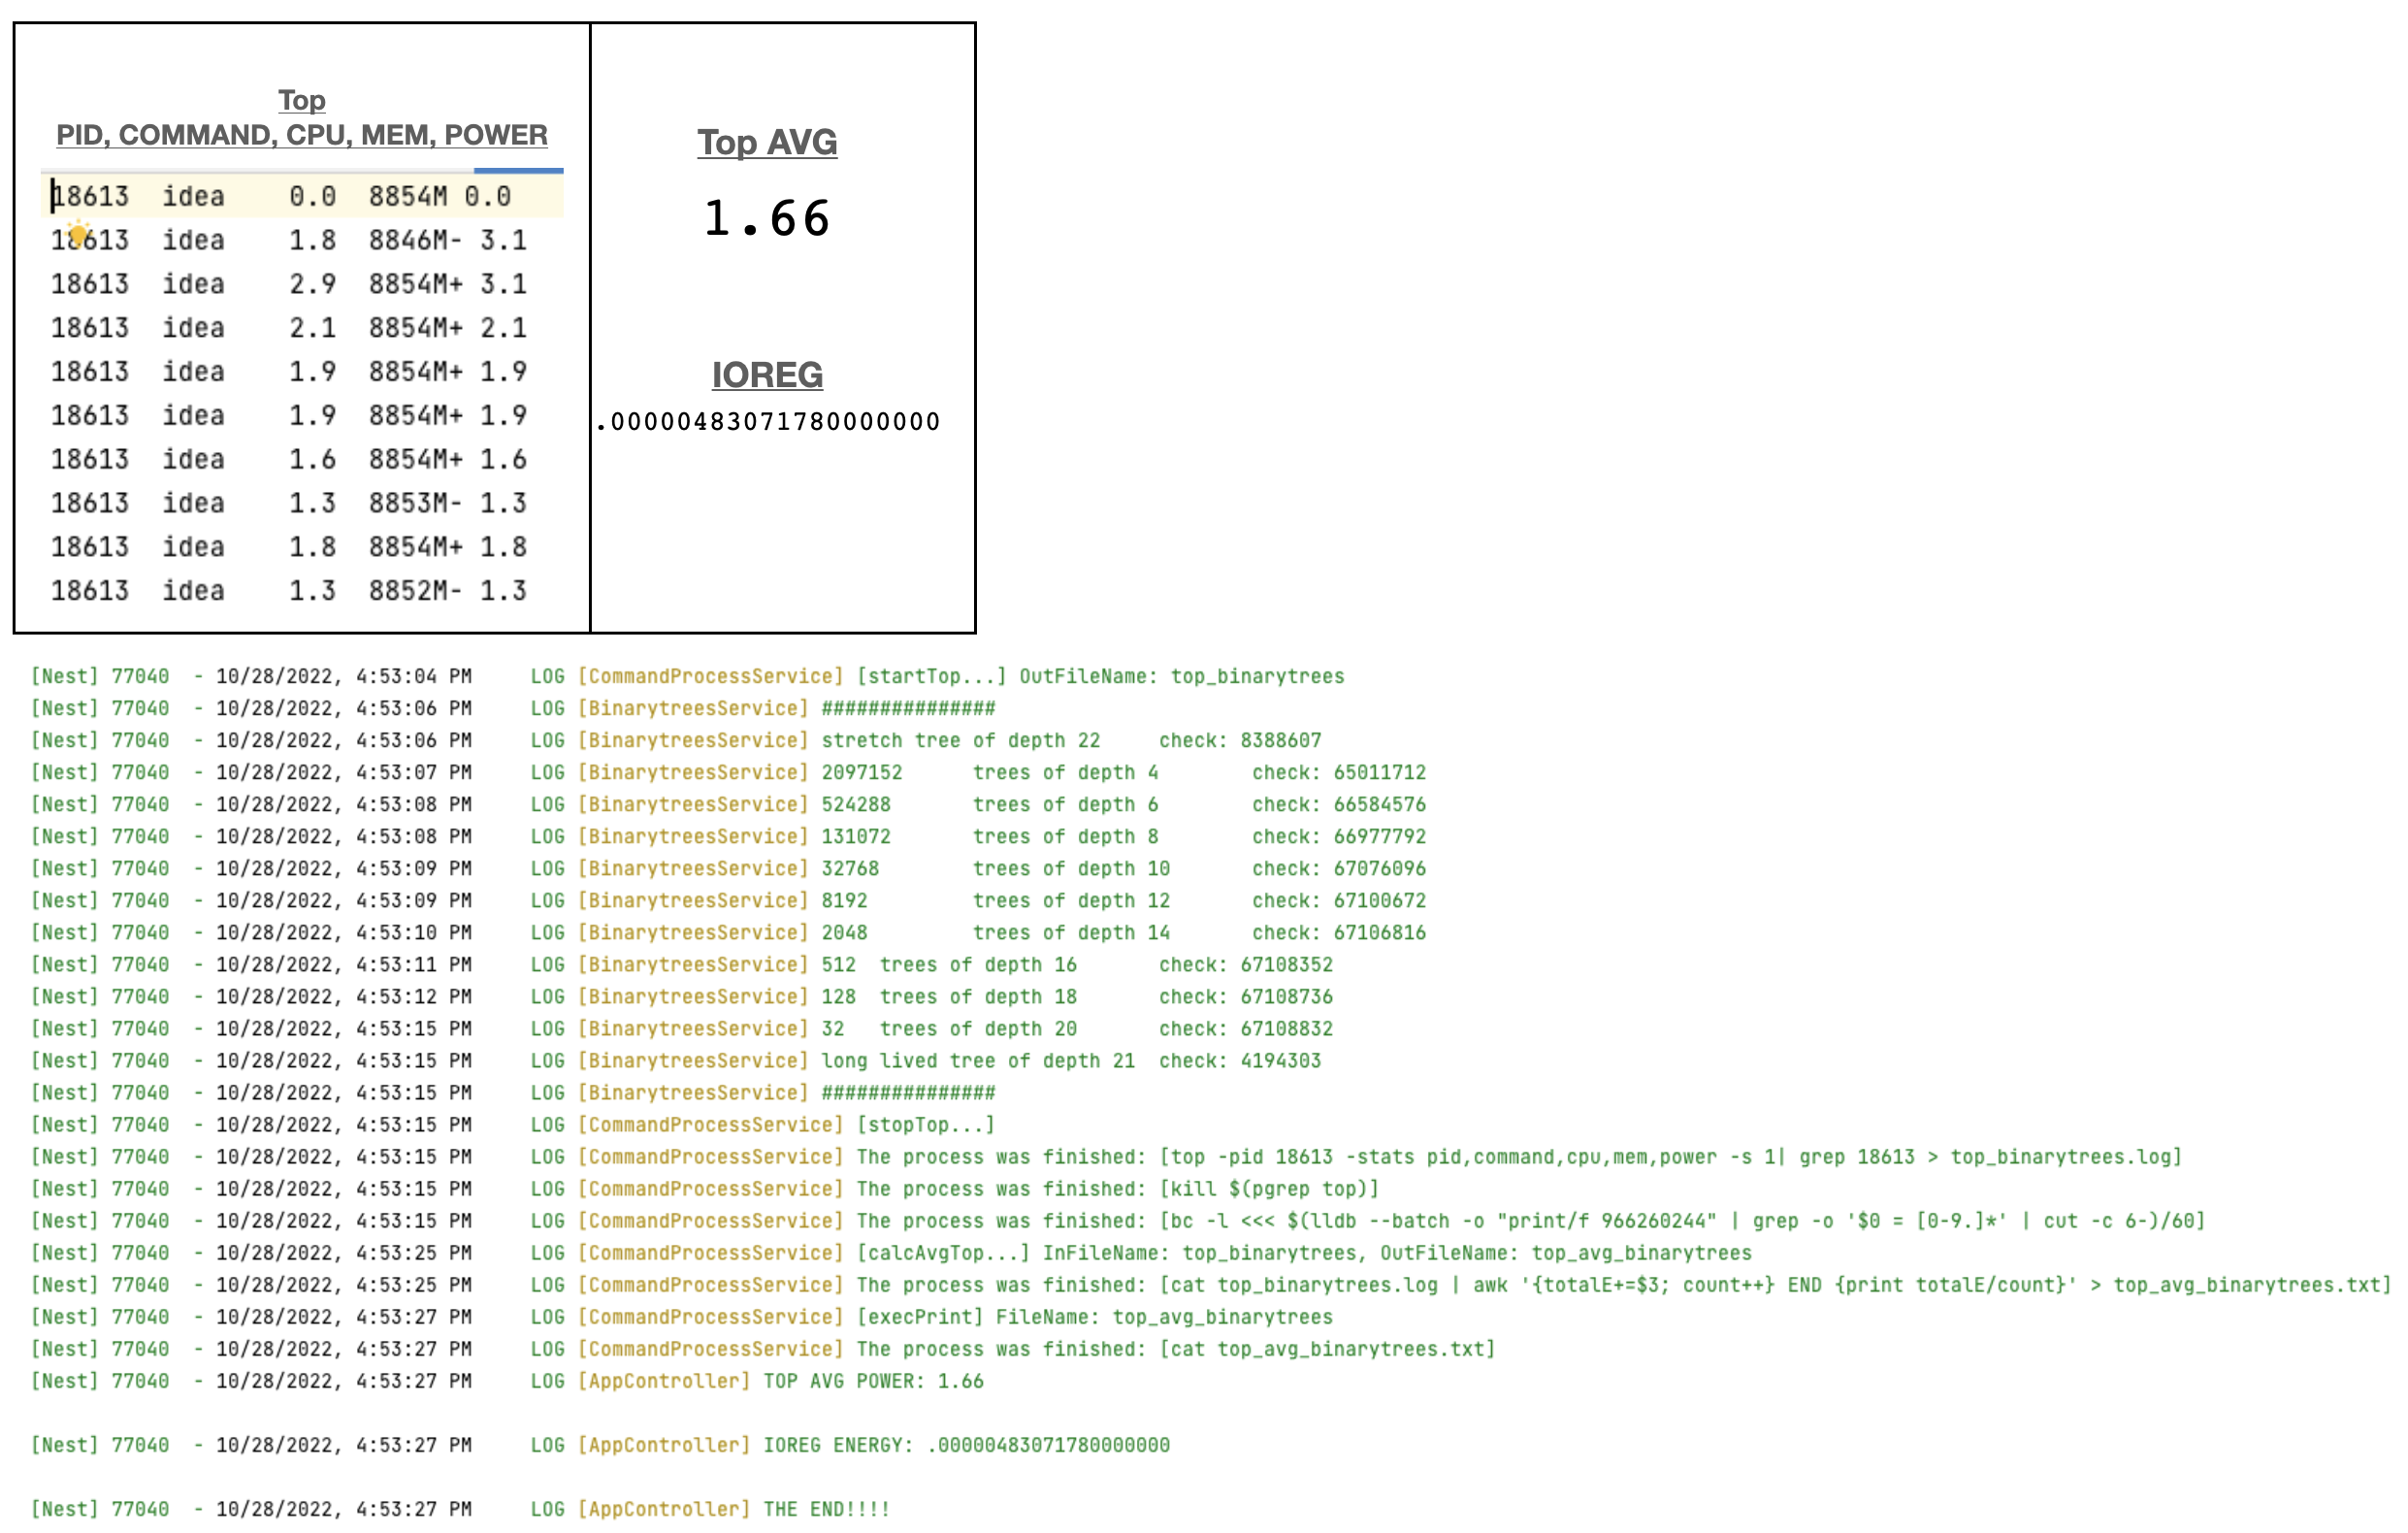 Top
PID, COMMAND, CPU, MEM, POWER
18613 idea 0.0 8854M 0.0
18613 idea 1.8 8846M- 3.1
18613 idea 2.9 8854M+ 3.1
18613 idea 2.1 8854M+ 2.1
18613 idea 1.9 8854M+ 1.9
18613 idea 1.9 8854M+ 1.9
18613 idea 1.6 8854M+ 1.6
18613 idea 1.3 8853M- 1.3
18613 idea 1.8 8854M+ 1.8
18613 idea 1.3 8852M- 1.3
Top AVG
1.66
IOREG
.00000483071780000000
[Nest] 77040 - 10/28/2022, 4:53:04 PM LOG [CommandProcessService] [startTop...] OutFileName: top_binarytrees
[Nest] 77040 - 10/28/2022, 4:53:06 PM LOG [BinarytreesService] ###############
[Nest] 77040 - 10/28/2022, 4:53:06 PM LOG [BinarytreesService] stretch tree of depth 22 check: 8388607
[Nest] 77040 - 10/28/2022, 4:53:07 PM LOG [BinarytreesService] 2097152 trees of depth 4 check: 65011712
[Nest] 77040 - 10/28/2022, 4:53:08 PM LOG [BinarytreesService] 524288 trees of depth 6 check: 66584576
[Nest] 77040 - 10/28/2022, 4:53:08 PM LOG [BinarytreesService] 131072 trees of depth 8 check: 66977792
[Nest] 77040 - 10/28/2022, 4:53:09 PM LOG [BinarytreesService] 32768 trees of depth 10 check: 67076096
[Nest] 77040 - 10/28/2022, 4:53:09 PM LOG [BinarytreesService] 8192 trees of depth 12 check: 67100672
[Nest] 77040 - 10/28/2022, 4:53:10 PM LOG [BinarytreesService] 2048 trees of depth 14 check: 67106816
[Nest] 77040 - 10/28/2022, 4:53:11 PM LOG [BinarytreesService] 512 trees of depth 16 check: 67108352
[Nest] 77040 - 10/28/2022, 4:53:12 PM LOG [BinarytreesService] 128 trees of depth 18 check: 67108736
[Nest] 77040 - 10/28/2022, 4:53:15 PM LOG [BinarytreesService] 32 trees of depth 20 check: 67108832
[Nest] 77040 - 10/28/2022, 4:53:15 PM LOG [BinarytreesService] long lived tree of depth 21 check: 4194303
[Nest] 77040 - 10/28/2022, 4:53:15 PM LOG [BinarytreesService] ###############
[Nest] 77040 - 10/28/2022, 4:53:15 PM LOG [CommandProcessService] [stopTop...]
[Nest] 77040 - 10/28/2022, 4:53:15 PM LOG [CommandProcessService] The process was finished: [top -pid 18613 -stats pid,command,cpu,mem,power -s 1| grep 18613 > top_binarytrees.log]
[Nest] 77040 - 10/28/2022, 4:53:15 PM LOG [CommandProcessService] The process was finished: [kill $(pgrep top)]
[Nest] 77040 - 10/28/2022, 4:53:15 PM LOG [CommandProcessService] The process was finished: [bc -l <<< $(lldb --batch -o "print/f 966260244" | grep -o '$0 = [0-9.]*' | cut -c 6-)/60]
[Nest] 77040 - 10/28/2022, 4:53:25 PM LOG [CommandProcessService] [calcAvgTop...] InFileName: top_binarytrees, OutFileName: top_avg_binarytrees
[Nest] 77040 - 10/28/2022, 4:53:25 PM LOG [CommandProcessService] The process was finished: [cat top_binarytrees.log | awk '{totalE+=$3; count++} END {print totalE/count}' > top_avg_binarytrees.txt]
[Nest] 77040 - 10/28/2022, 4:53:27 PM LOG [CommandProcessService] [execPrint] FileName: top_avg_binarytrees
[Nest] 77040 - 10/28/2022, 4:53:27 PM LOG [CommandProcessService] The process was finished: [cat top_avg_binarytrees.txt]
[Nest] 77040 - 10/28/2022, 4:53:27 PM LOG [AppController] TOP AVG POWER: 1.66
[Nest] 77040 - 10/28/2022, 4:53:27 PM LOG [AppController] IOREG ENERGY: .00000483071780000000
[Nest] 77040 - 10/28/2022, 4:53:27 PM LOG [AppController] THE END!!!!